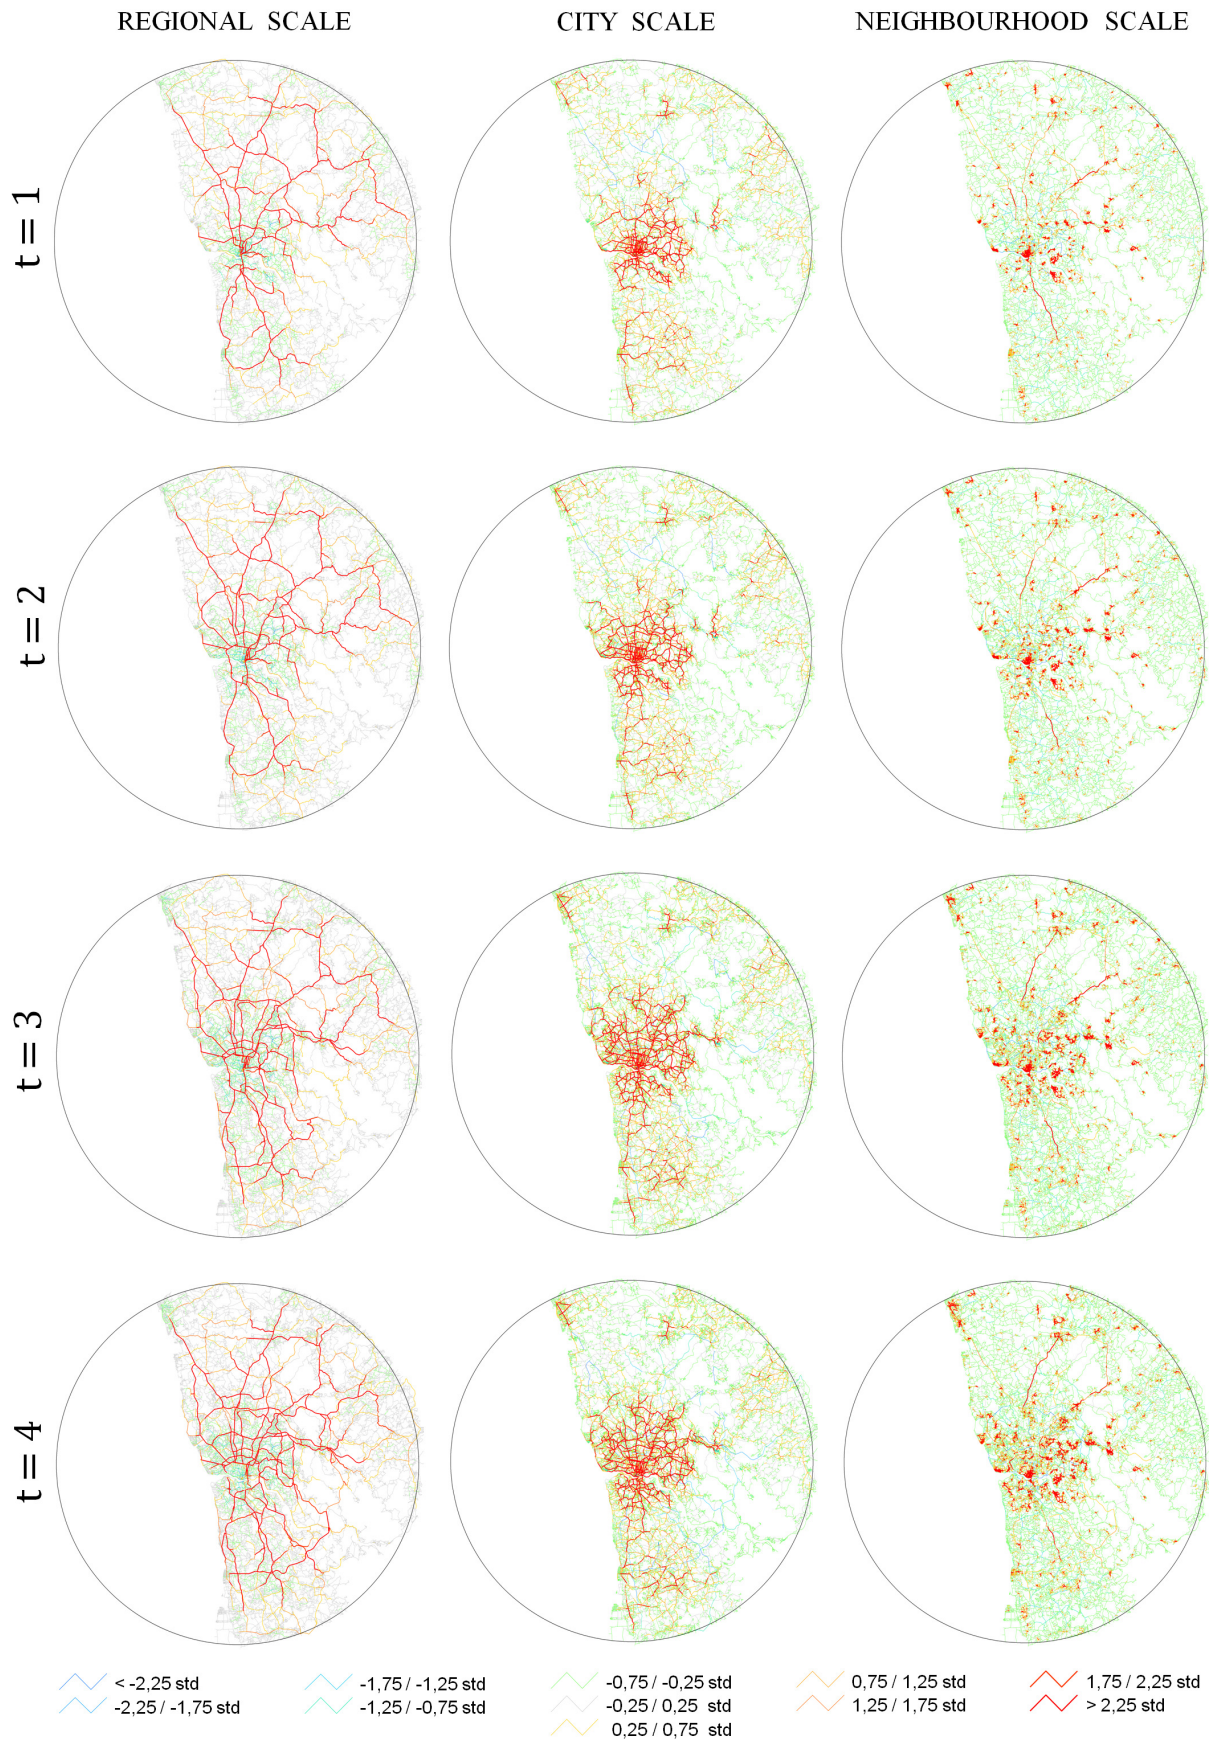 REGIONAL SCALE
CITY SCALE
NEIGHBOURHOOD SCALE
t = 1
t = 2
t = 3
t = 4
< -2,25 std
-2,25 / -1,75 std
-1,75 / -1,25 std
-1,25 / -0,75 std
-0,75 / -0,25 std
-0,25 / 0,25 std
0,25 / 0,75 std
0,75 / 1,25 std
1,25 / 1,75 std
1,75 / 2,25 std
> 2,25 std